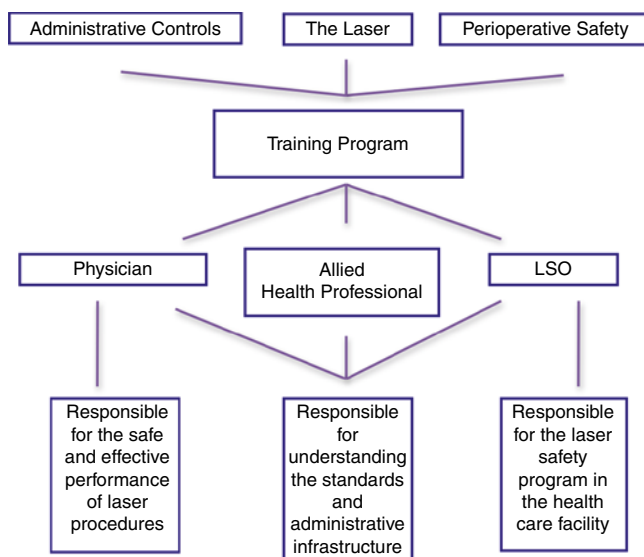 Administrative Controls
The Laser
Perioperative Safety
Training Program
Physician
Allied
Health Professional
LSO
Responsible
for the safe
and effective
performance
of laser
procedures
Responsible
for
understanding
the standards
and
administrative
infrastructure
Responsible
for the laser
safety
program in
the health
care facility